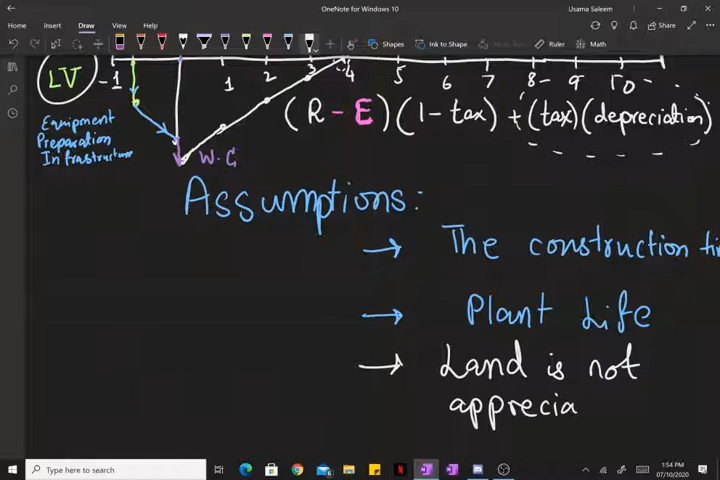 OneNote for Windows 10
Usama Saleem
Home Insert Draw View Help
Share
Shapes Ink to Shape Ruler Math
LV
-1 1 2 3 4 5 6 7 8 9 10
Equipment
Preparation
Infrastructure
W.C
(R - E)(1 - tax) + (tax)(depreciation)
Assumptions:
→ The construction
→ Plant Life
→ Land is not
apprecia
Type here to search
1:54 PM
07/10/2020